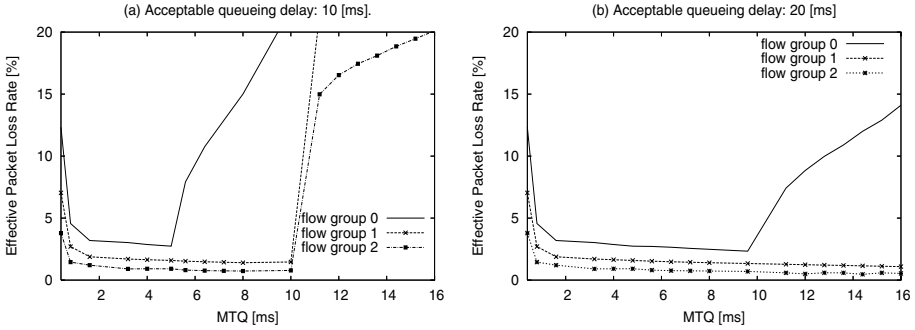 (a) Acceptable queueing delay: 10 [ms].
Effective Packet Loss Rate [%]
20
15
10
5
0
flow group 0
flow group 1
flow group 2
2 4 6 8 10 12 14 16
MTQ [ms]
(b) Acceptable queueing delay: 20 [ms]
Effective Packet Loss Rate [%]
20
15
10
5
0
flow group 0
flow group 1
flow group 2
2 4 6 8 10 12 14 16
MTQ [ms]